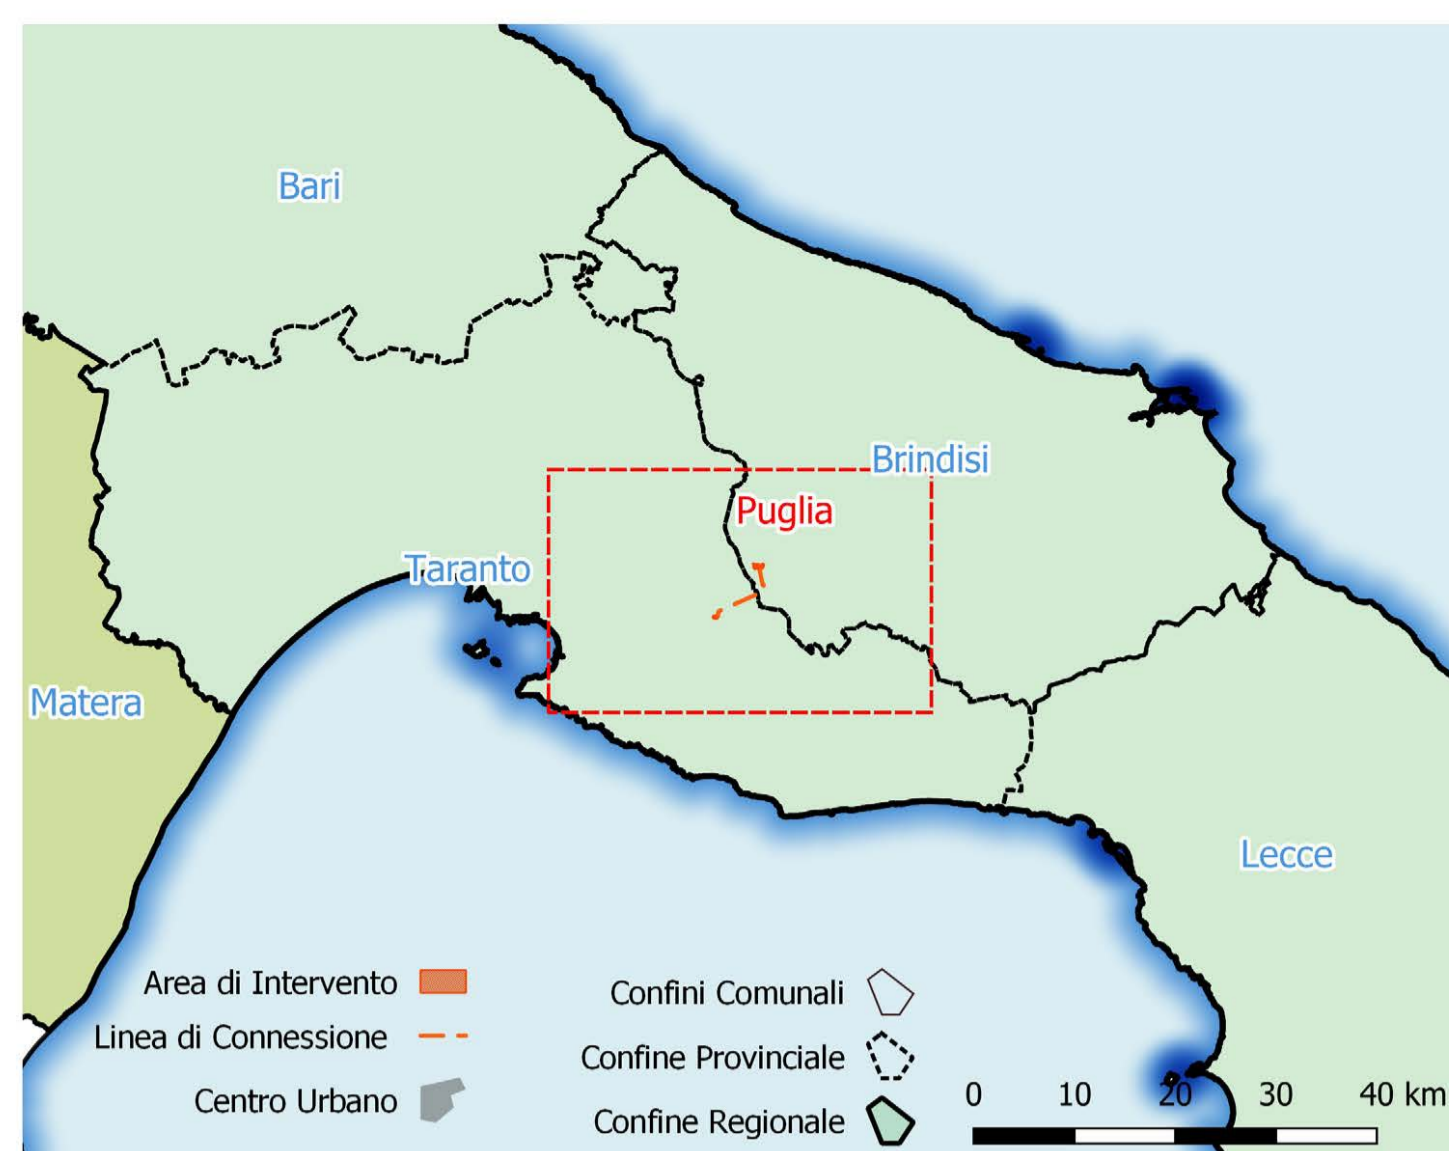 Bari
Brindisi
Puglia
Taranto
Matera
Lecce
Area di Intervento
Linea di Connessione
Centro Urbano
Confini Comunali
Confine Provinciale
Confine Regionale
0 10 20 30 40 km